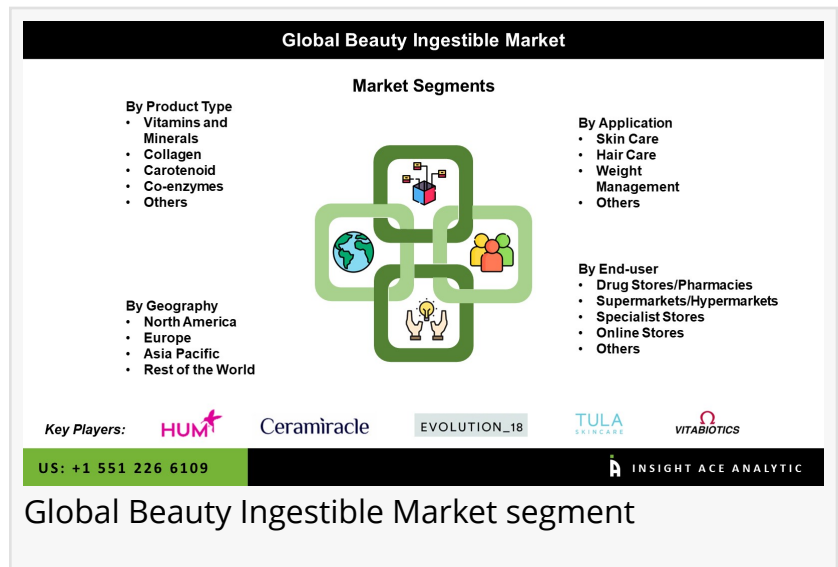 Global Beauty Ingestible Market
Market Segments
By Product Type
• Vitamins and
Minerals
• Collagen
• Carotenoid
• Co-enzymes
• Others
By Application
• Skin Care
• Hair Care
• Weight
Management
• Others
By Geography
• North America
• Europe
• Asia Pacific
• Rest of the World
By End-user
• Drug Stores/Pharmacies
• Supermarkets/Hypermarkets
• Specialist Stores
• Online Stores
• Others
Key Players:
HUM
Ceramiracle
EVOLUTION_18
TULA
SKINCARE
VITABIOTICS
US: +1 551 226 6109
INSIGHT ACE ANALYTIC
Global Beauty Ingestible Market segment